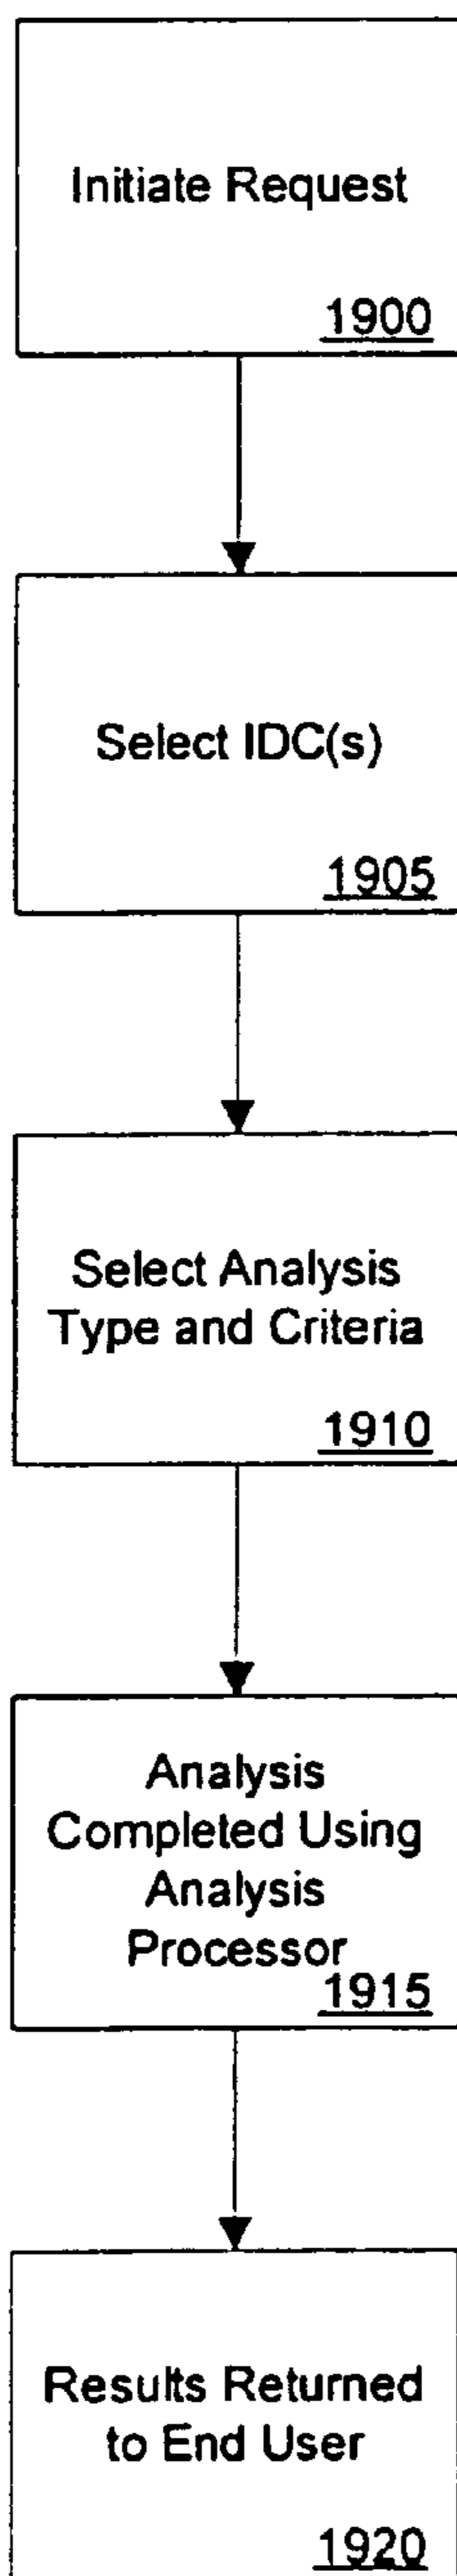 Initiate Request
1900
Select IDC(s)
1905
Select Analysis
Type and Criteria
1910
Analysis
Completed Using
Analysis
Processor
1915
Results Returned
to End User
1920